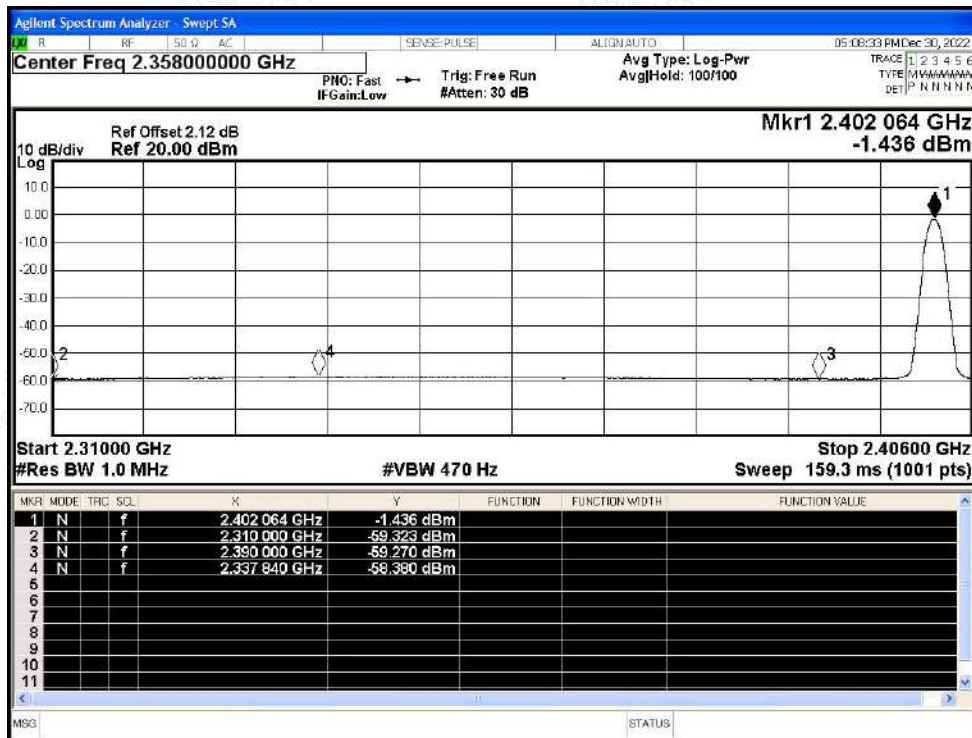 Agilent Spectrum Analyzer - Swept SA
LXI R RF 50 Ω AC SENSE:PULSE ALIGNAUTO 05:08:33 PM Dec 30, 2022
Center Freq 2.358000000 GHz
PNO: Fast
IFGain:Low
Trig: Free Run
#Atten: 30 dB
Avg Type: Log-Pwr
Avg|Hold: 100/100
TRACE 1 2 3 4 5 6
TYPE M
DET P N N N N N
Ref Offset 2.12 dB
10 dB/div Ref 20.00 dBm
Log
Mkr1 2.402 064 GHz
-1.436 dBm
10.0
0.00
-10.0
-20.0
-30.0
-40.0
-50.0
-60.0
-70.0
1
2
4
3
Start 2.31000 GHz Stop 2.40600 GHz
#Res BW 1.0 MHz #VBW 470 Hz Sweep 159.3 ms (1001 pts)
MKR MODE TRC SCL X Y FUNCTION FUNCTION WIDTH FUNCTION VALUE
1 N f 2.402 064 GHz -1.436 dBm
2 N f 2.310 000 GHz -59.323 dBm
3 N f 2.390 000 GHz -59.270 dBm
4 N f 2.337 840 GHz -58.380 dBm
5
6
7
8
9
10
11
MSG STATUS